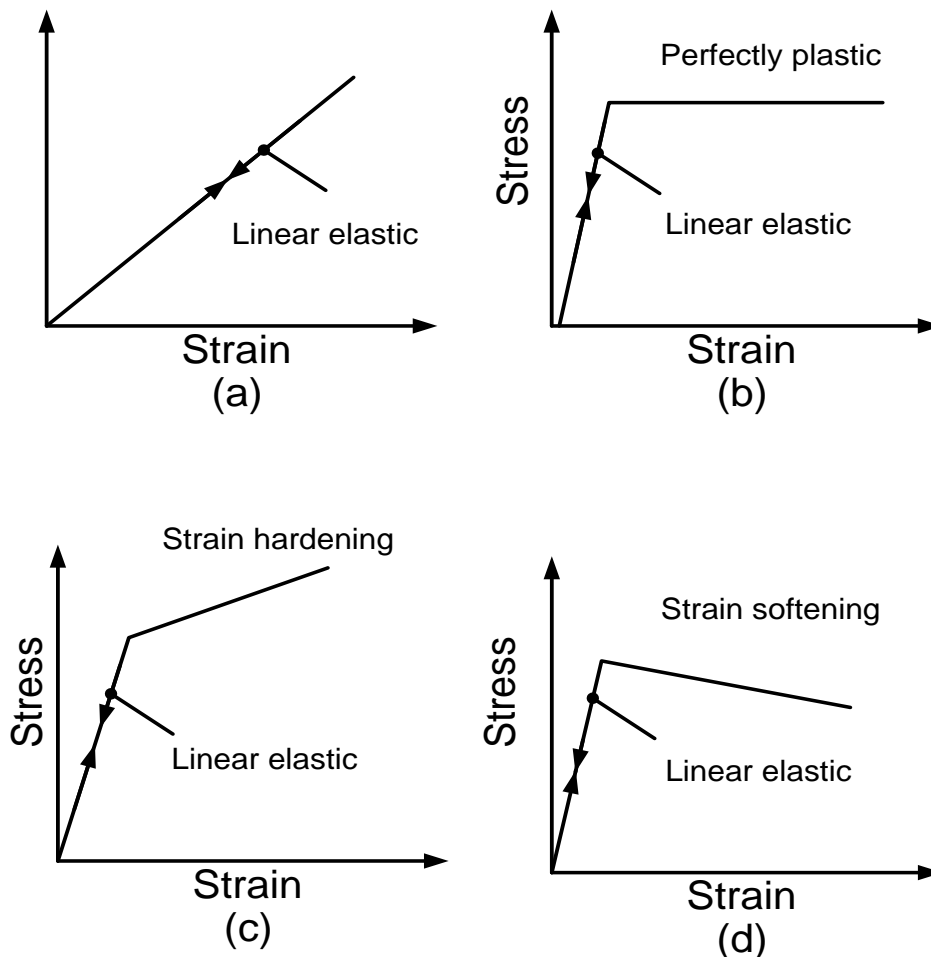 Linear elastic
Strain
(a)
Perfectly plastic
Stress
Linear elastic
Strain
(b)
Strain hardening
Stress
Linear elastic
Strain
(c)
Strain softening
Stress
Linear elastic
Strain
(d)